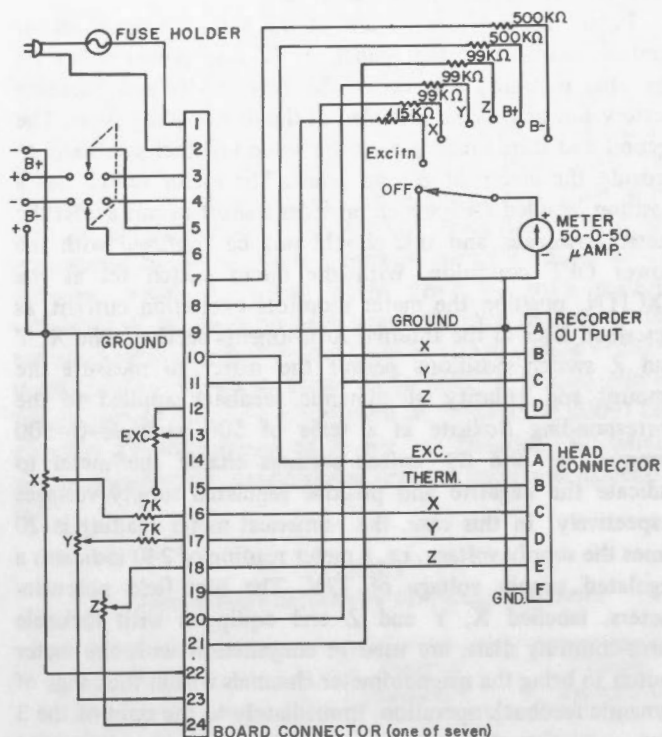 FUSE HOLDER
500KΩ
500KΩ
99KΩ
99KΩ
99KΩ
415KΩ
X
Y
Z
B+
B-
Excitn
OFF
METER
50-0-50
μAMP
+
-
B+
+
-
B-
+
GROUND
1
2
3
4
5
6
7
8
9
10
11
12
13
14
15
16
17
18
19
20
21
22
23
24
GROUND
X
Y
Z
A
B
C
D
RECORDER
OUTPUT
EXC
EXC.
THERM.
X
Y
Z
GND
A
B
C
D
E
F
HEAD
CONNECTOR
X
7K
7K
Y
Z
BOARD CONNECTOR (one of seven)